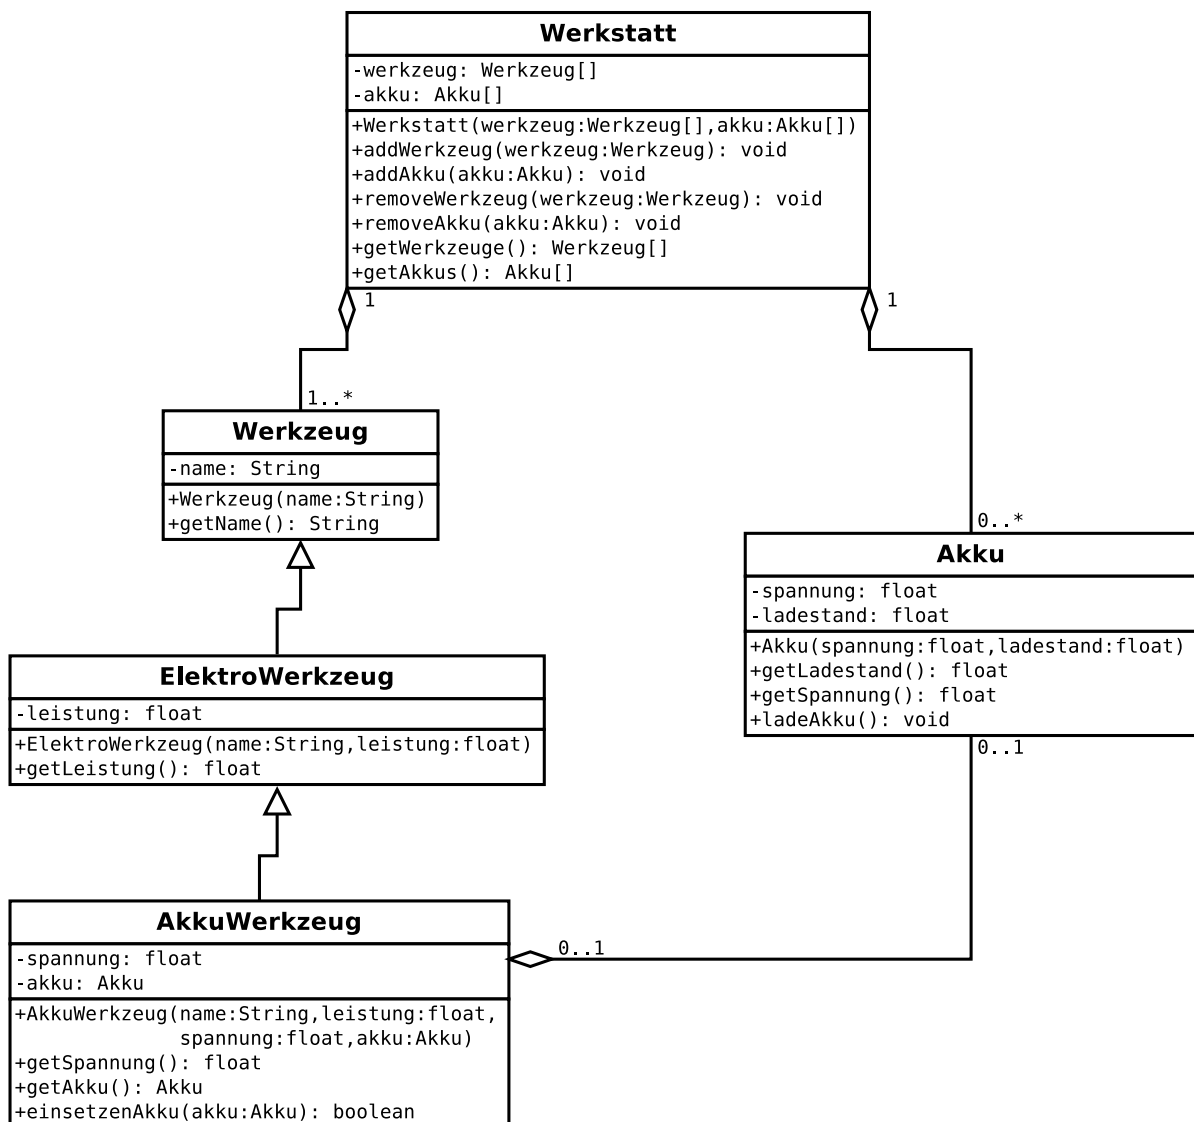 Werkstatt
-werkzeug: Werkzeug[]
-akku: Akku[]
+Werkstatt(werkzeug:Werkzeug[],akku:Akku[])
+addWerkzeug(werkzeug:Werkzeug): void
+addAkku(akku:Akku): void
+removeWerkzeug(werkzeug:Werkzeug): void
+removeAkku(akku:Akku): void
+getWerkzeuge(): Werkzeug[]
+getAkkus(): Akku[]
1
1
1..*
Werkzeug
-name: String
+Werkzeug(name:String)
+getName(): String
0..*
Akku
-spannung: float
-ladestand: float
+Akku(spannung:float,ladestand:float)
+getLadestand(): float
+getSpannung(): float
+ladeAkku(): void
0..1
ElektroWerkzeug
-leistung: float
+ElektroWerkzeug(name:String,leistung:float)
+getLeistung(): float
AkkuWerkzeug
-spannung: float
-akku: Akku
+AkkuWerkzeug(name:String,leistung:float,
spannung:float,akku:Akku)
+getSpannung(): float
+getAkku(): Akku
+einsetzenAkku(akku:Akku): boolean
0..1